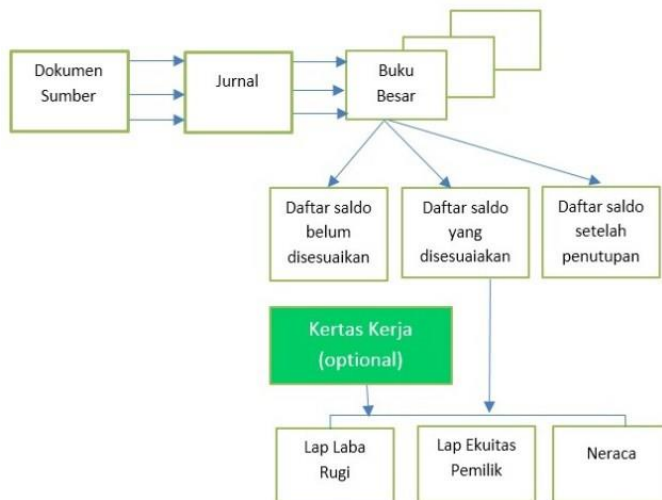 Dokumen
Sumber
Jurnal
Buku
Besar
Daftar saldo
belum
disesuaikan
Daftar saldo
yang
disesuaiakan
Daftar saldo
setelah
penutupan
Kertas Kerja
(optional)
Lap Laba
Rugi
Lap Ekuitas
Pemilik
Neraca